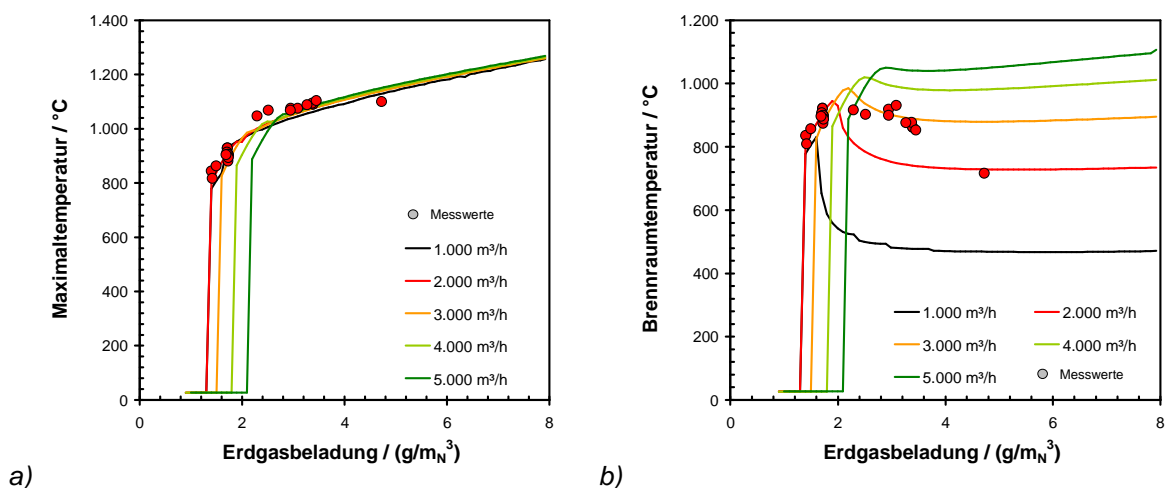 Maximaltemperatur / °C
1.400
1.200
1.000
800
600
400
200
0
0 2 4 6 8
Erdgasbeladung / (g/m_N³)
Messwerte
1.000 m³/h
2.000 m³/h
3.000 m³/h
4.000 m³/h
5.000 m³/h
a)
Brennraumtemperatur / °C
1.200
1.000
800
600
400
200
0
0 2 4 6 8
Erdgasbeladung / (g/m_N³)
1.000 m³/h 2.000 m³/h
3.000 m³/h 4.000 m³/h
5.000 m³/h Messwerte
b)